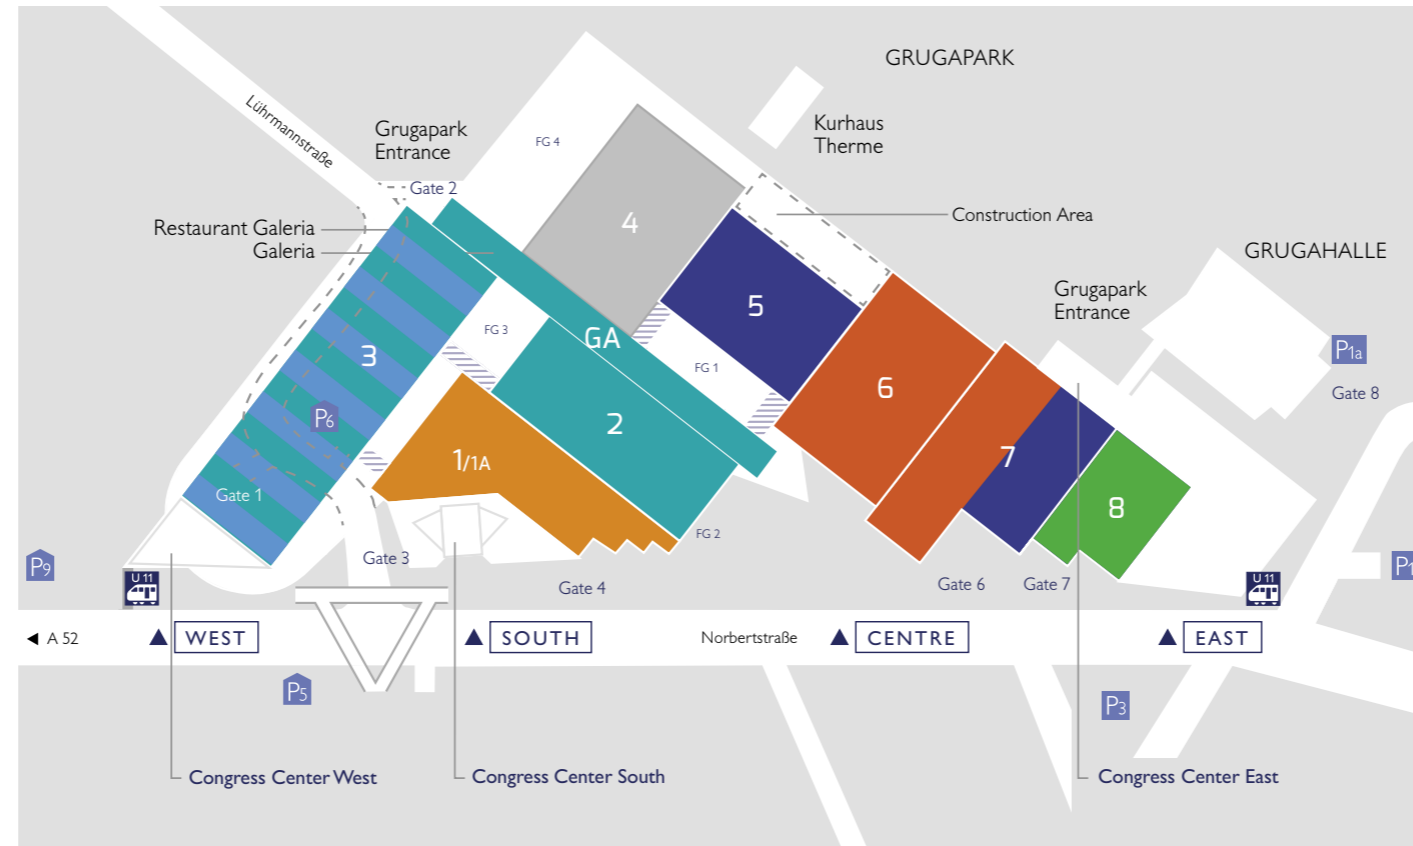 GRUGAPARK
Lührmannstraße
Grugapark
Entrance
Kurhaus
Therme
FG 4
Gate 2
Construction Area
4
Restaurant Galeria
Galeria
GRUGAHALLE
Grugapark
Entrance
5
FG 3
GA
3
FG 1
P1a
Gate 8
6
P6
2
1/1A
7
Gate 1
8
FG 2
P9
Gate 3
Gate 4
Gate 6
Gate 7
U 11
U 11
A 52
WEST
SOUTH
Norbertstraße
CENTRE
EAST
P5
P3
Congress Center West
Congress Center South
Congress Center East